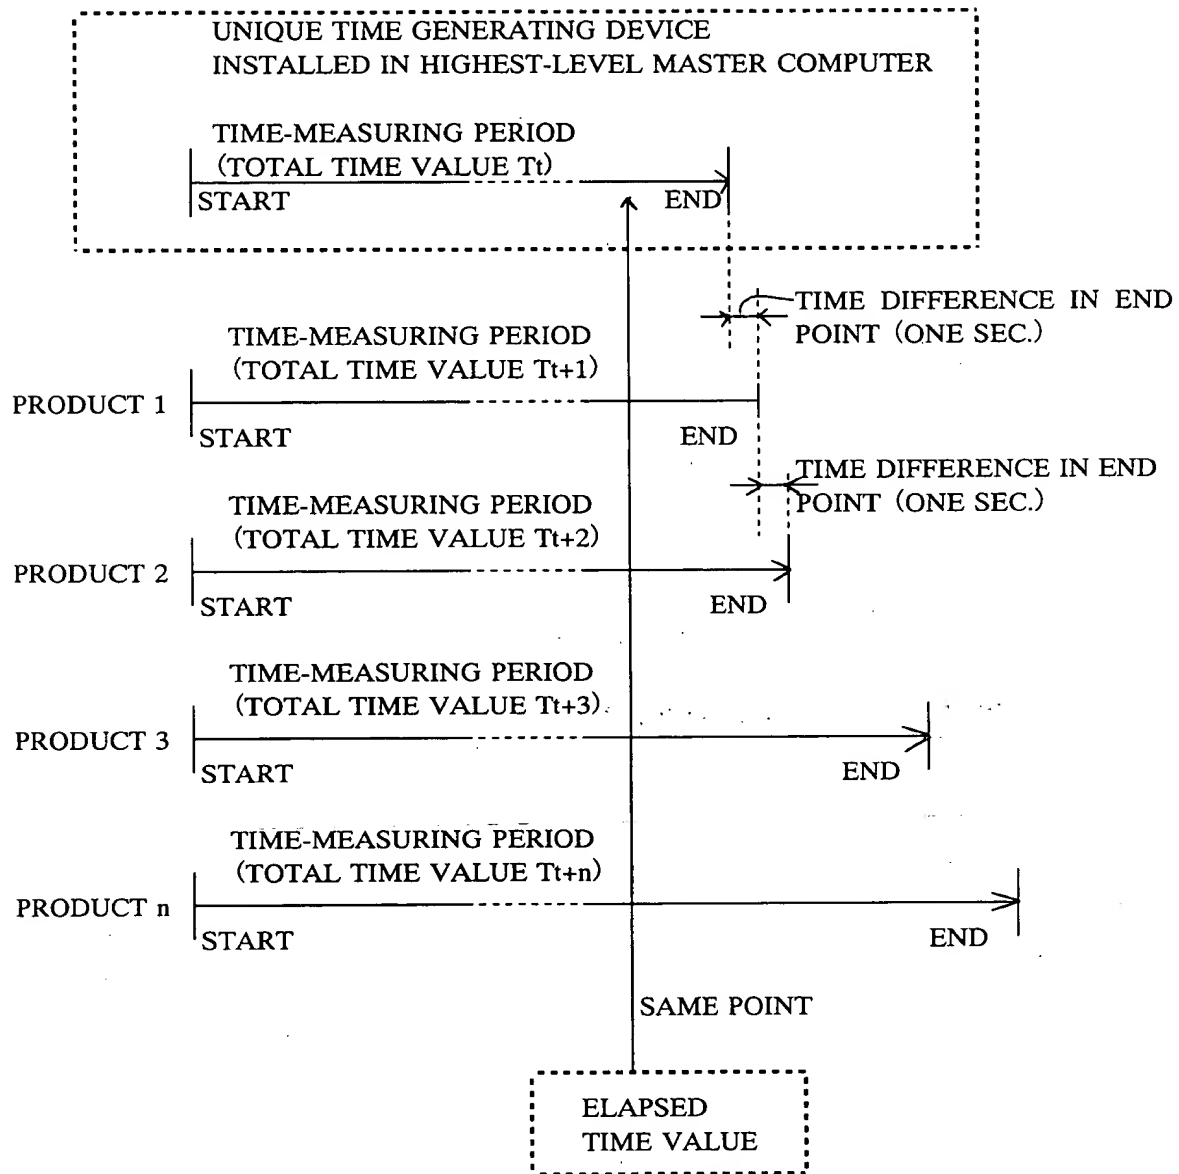 UNIQUE TIME GENERATING DEVICE
INSTALLED IN HIGHEST-LEVEL MASTER COMPUTER
TIME-MEASURING PERIOD
(TOTAL TIME VALUE Tt)
START
END
TIME DIFFERENCE IN END
POINT (ONE SEC.)
TIME-MEASURING PERIOD
(TOTAL TIME VALUE Tt+1)
PRODUCT 1
START
END
TIME DIFFERENCE IN END
POINT (ONE SEC.)
TIME-MEASURING PERIOD
(TOTAL TIME VALUE Tt+2)
PRODUCT 2
START
END
TIME-MEASURING PERIOD
(TOTAL TIME VALUE Tt+3)
PRODUCT 3
START
END
TIME-MEASURING PERIOD
(TOTAL TIME VALUE Tt+n)
PRODUCT n
START
END
SAME POINT
ELAPSED
TIME VALUE